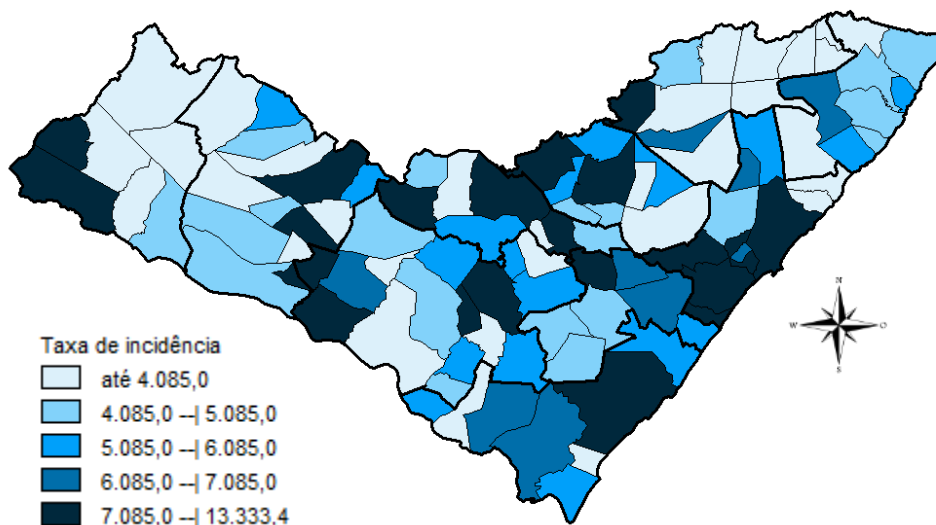 N
W
O
S
Taxa de incidência
até 4.085,0
4.085,0 --| 5.085,0
5.085,0 --| 6.085,0
6.085,0 --| 7.085,0
7.085,0 --| 13.333,4